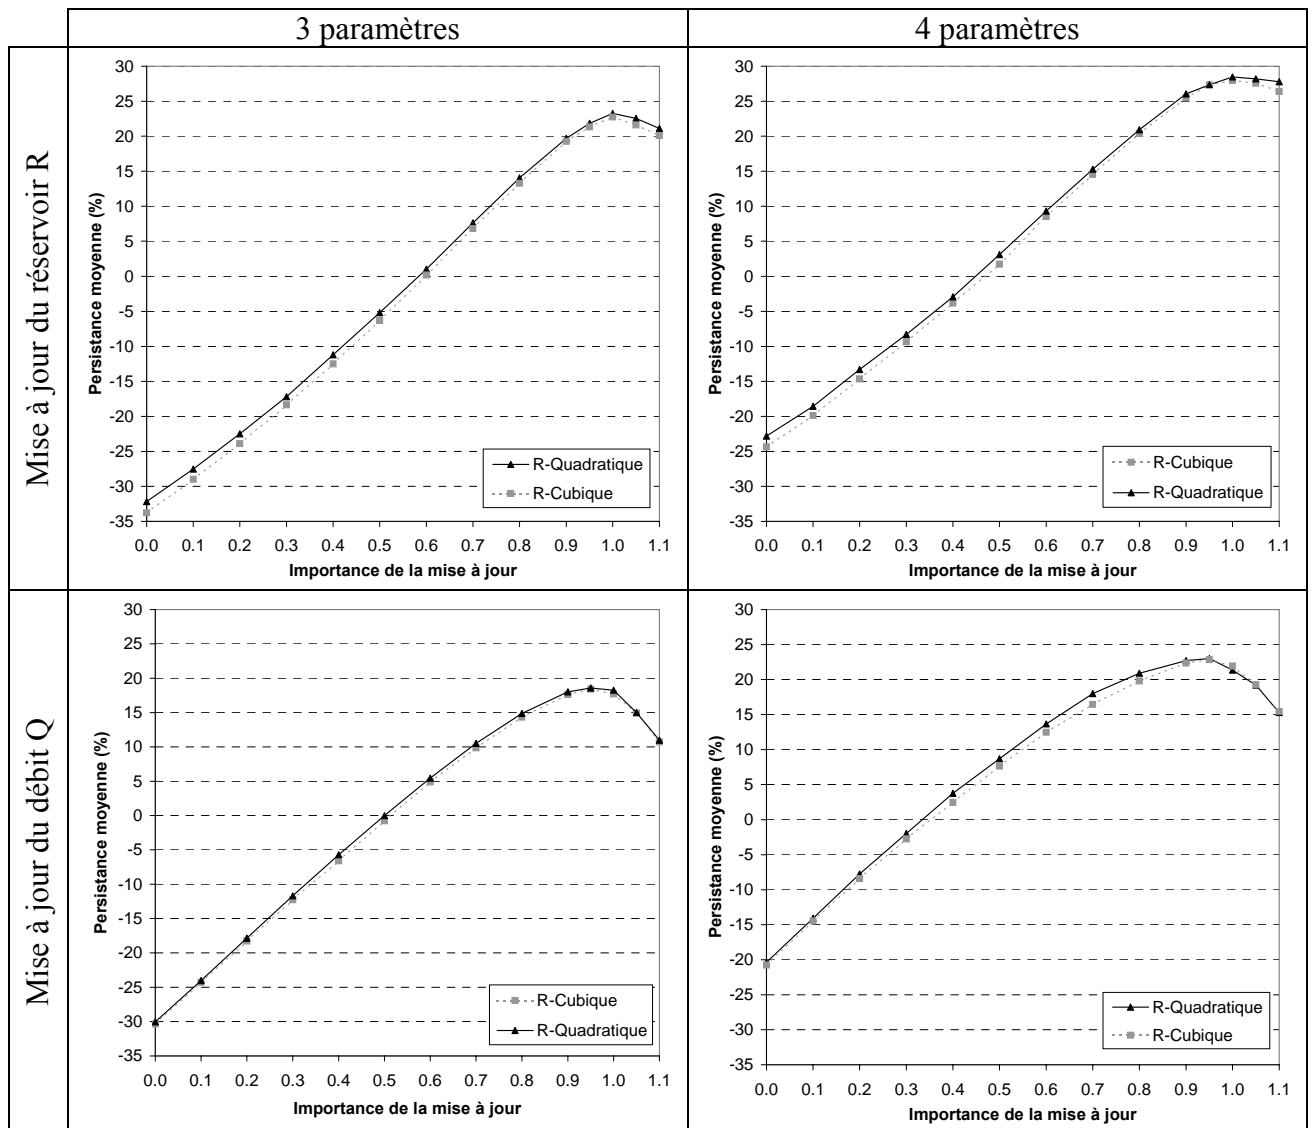 3 paramètres
4 paramètres
Mise à jour du réservoir R
30
25
20
15
10
5
0
-5
-10
-15
-20
-25
-30
-35
Persistance moyenne (%)
R-Quadratique
R-Cubique
0.0 0.1 0.2 0.3 0.4 0.5 0.6 0.7 0.8 0.9 1.0 1.1
Importance de la mise à jour
30
25
20
15
10
5
0
-5
-10
-15
-20
-25
-30
-35
Persistance moyenne (%)
R-Cubique
R-Quadratique
0.0 0.1 0.2 0.3 0.4 0.5 0.6 0.7 0.8 0.9 1.0 1.1
Importance de la mise à jour
Mise à jour du débit Q
30
25
20
15
10
5
0
-5
-10
-15
-20
-25
-30
-35
Persistance moyenne (%)
R-Cubique
R-Quadratique
0.0 0.1 0.2 0.3 0.4 0.5 0.6 0.7 0.8 0.9 1.0 1.1
Importance de la mise à jour
30
25
20
15
10
5
0
-5
-10
-15
-20
-25
-30
-35
Persistance moyenne (%)
R-Quadratique
R-Cubique
0.0 0.1 0.2 0.3 0.4 0.5 0.6 0.7 0.8 0.9 1.0 1.1
Importance de la mise à jour